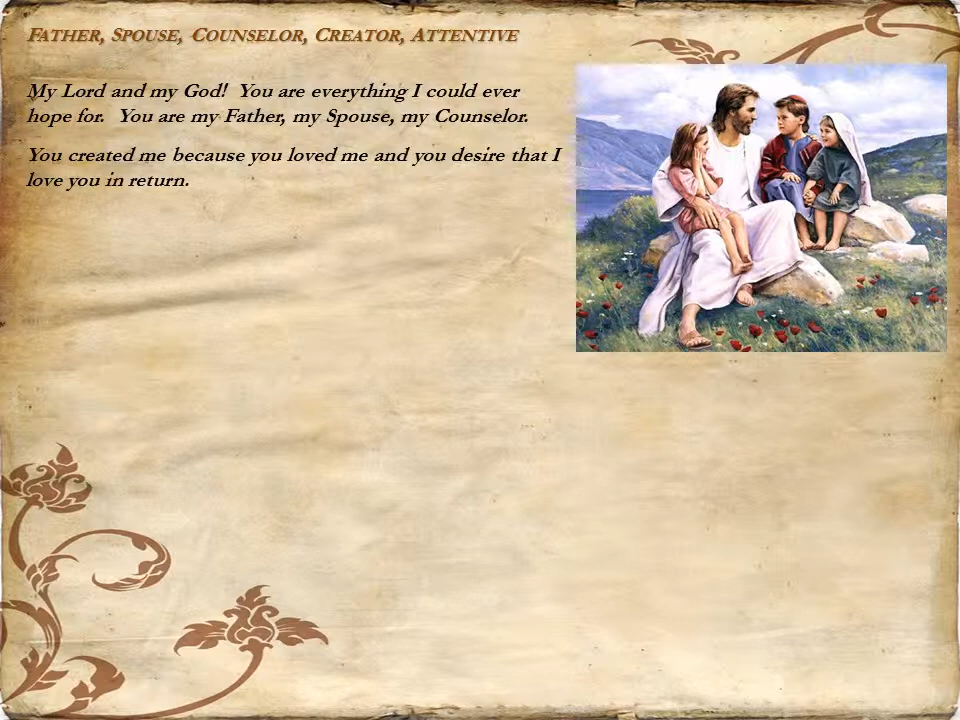 FATHER, SPOUSE, COUNSELOR, CREATOR, ATTENTIVE
My Lord and my God!  You are everything I could ever
hope for.  You are my Father, my Spouse, my Counselor.
You created me because you loved me and you desire that I
love you in return.